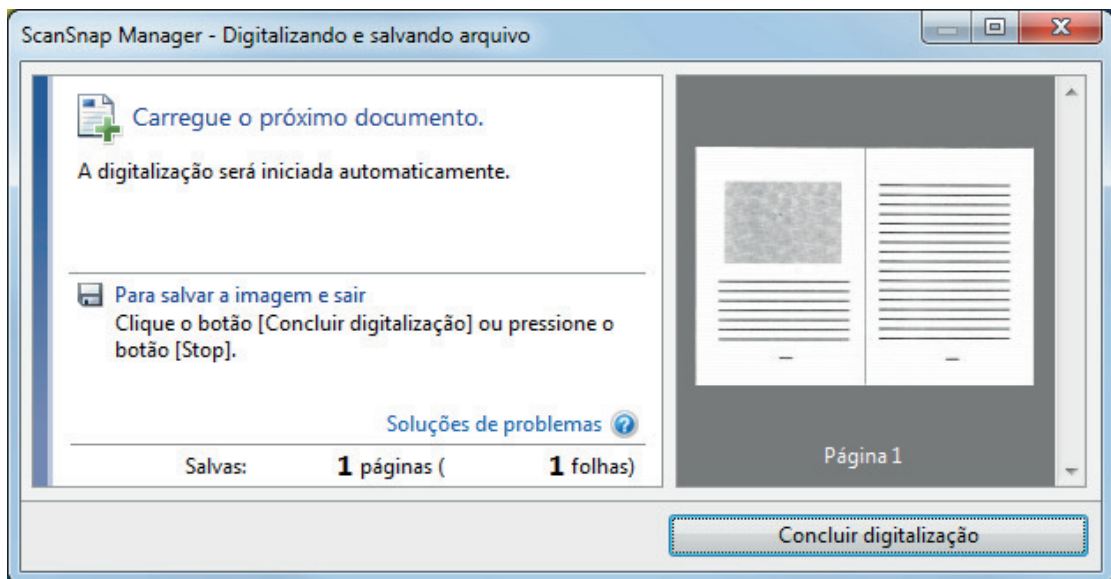 ScanSnap Manager - Digitalizando e salvando arquivo
Carregue o próximo documento.
A digitalização será iniciada automaticamente.
Para salvar a imagem e sair
Clique o botão [Concluir digitalização] ou pressione o
botão [Stop].
Soluções de problemas
Salvas: 1 páginas ( 1 folhas)
Página 1
Concluir digitalização